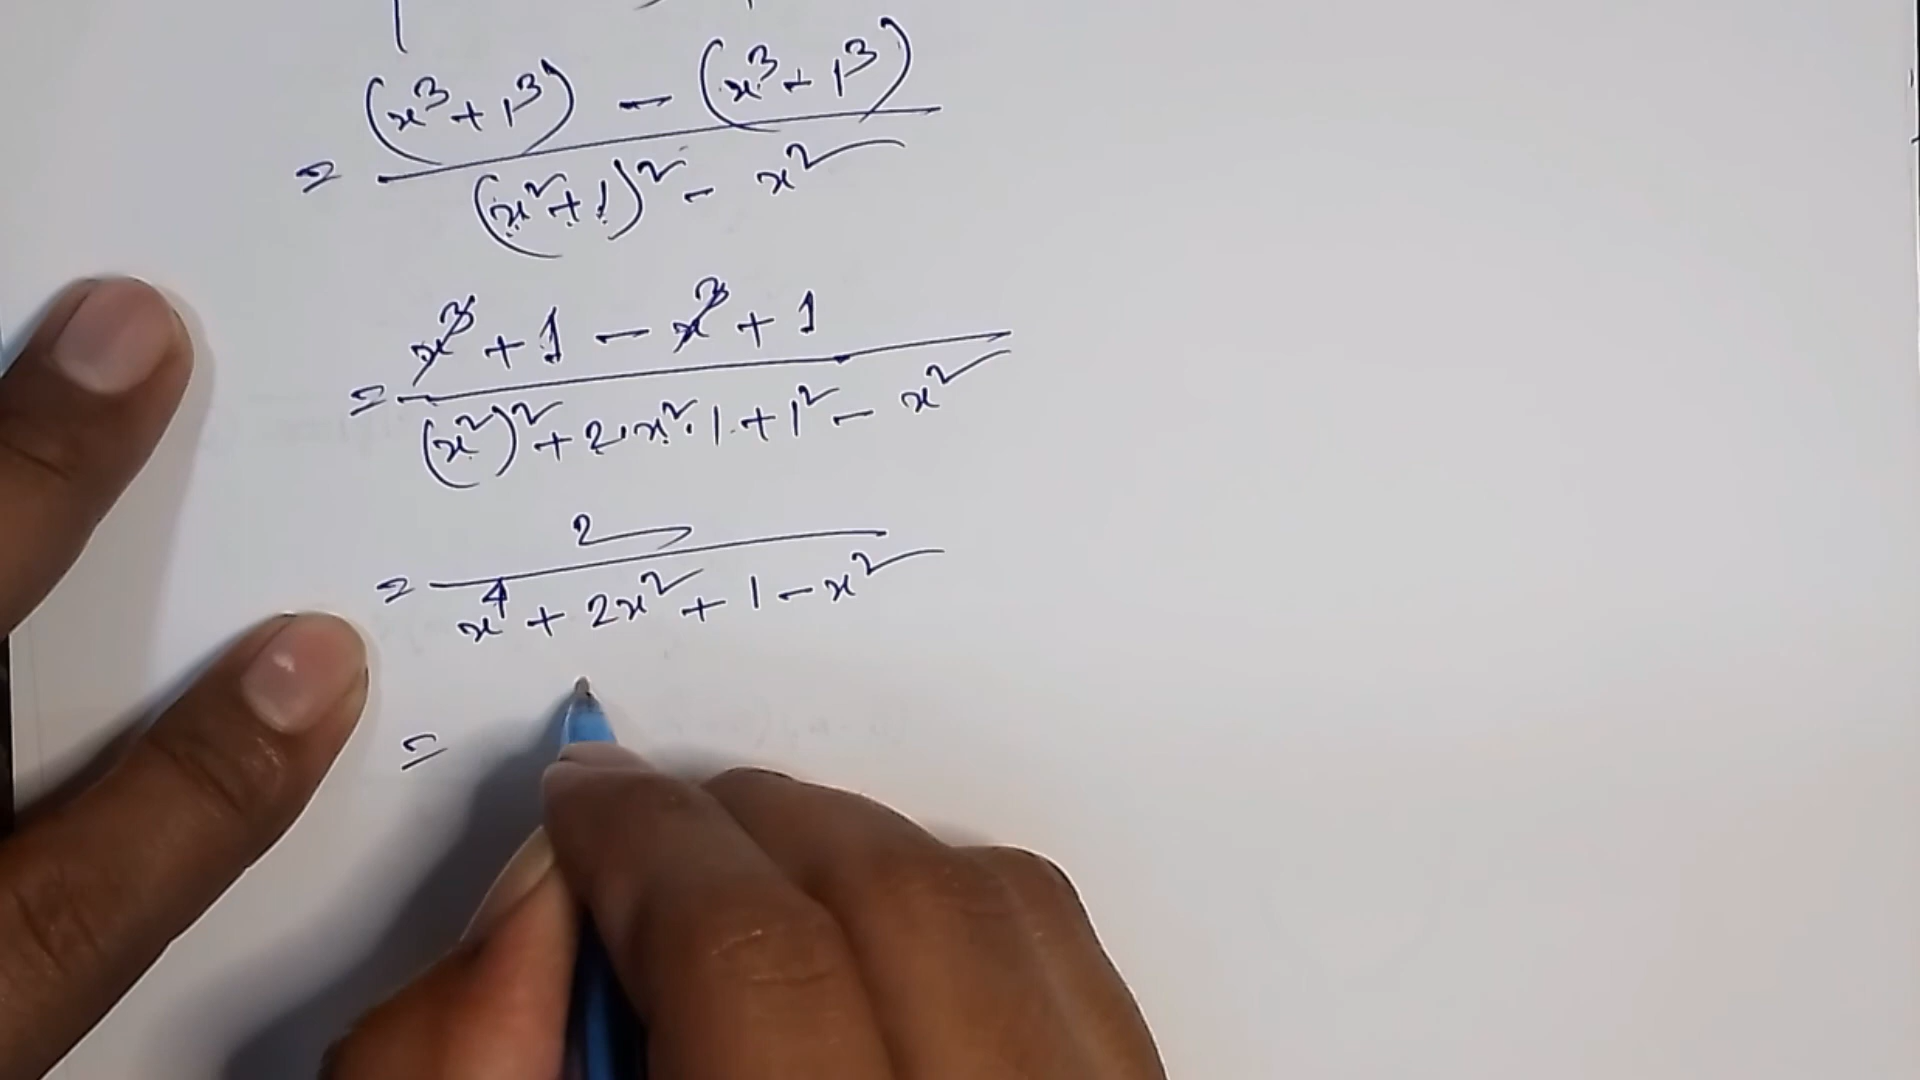 (x³ + 1³) - (x³ - 1³)
= (x² + 1)² - x²
x³ + 1 - x³ + 1
= (x²)² + 2·x²·1 + 1² - x²
2
= x⁴ + 2x² + 1 - x²
=